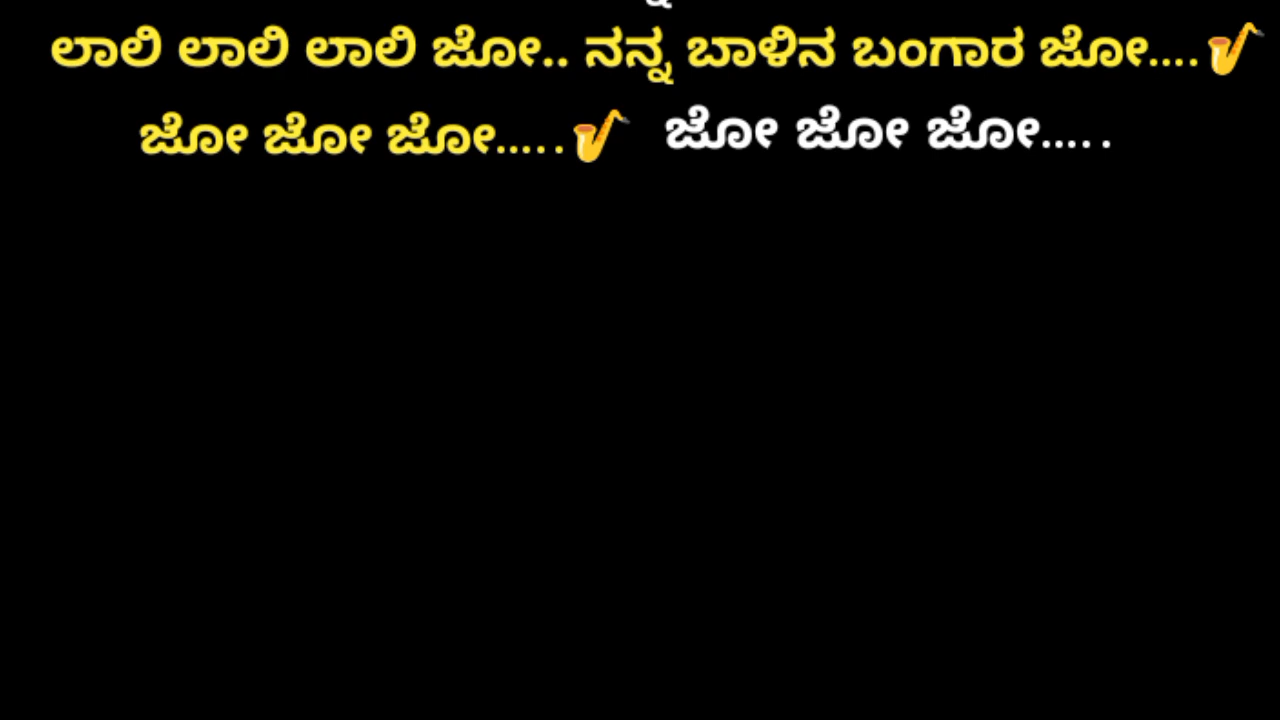 ಲಾಲಿ ಲಾಲಿ ಲಾಲಿ ಜೋ.. ನನ್ನ ಬಾಳಿನ ಬಂಗಾರ ಜೋ....🎷
ಜೋ ಜೋ ಜೋ.....🎷 ಜೋ ಜೋ ಜೋ.....